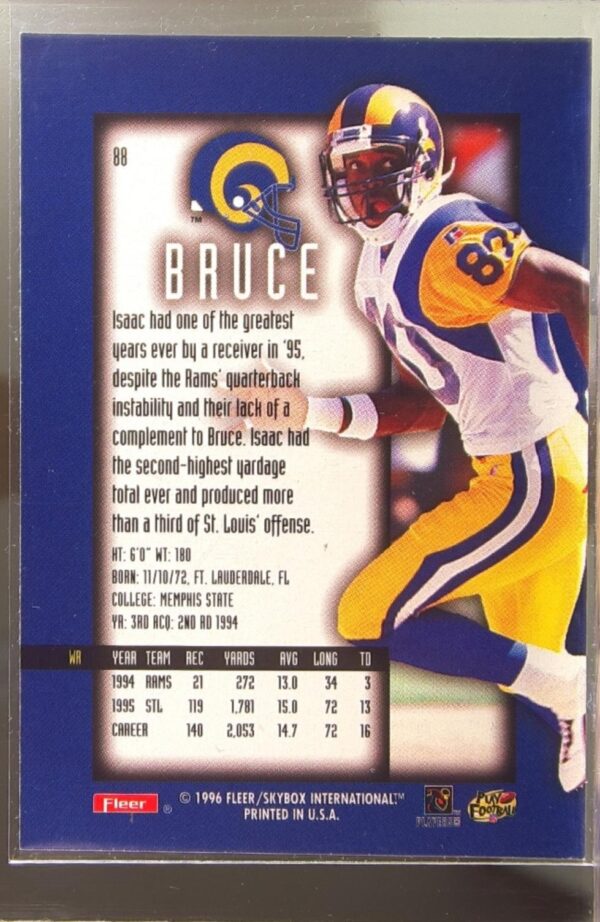 88
TM
BRUCE
Isaac had one of the greatest
years ever by a receiver in '95,
despite the Rams' quarterback
instability and their lack of a
complement to Bruce. Isaac had
the second-highest yardage
total ever and produced more
than a third of St. Louis' offense.
HT: 6'0" WT: 180
BORN: 11/10/72, FT. LAUDERDALE, FL
COLLEGE: MEMPHIS STATE
YR: 3RD ACQ: 2ND RD 1994
WR YEAR TEAM REC YARDS AVG LONG TD
1994 RAMS 21 272 13.0 34 3
1995 STL 119 1,781 15.0 72 13
CAREER 140 2,053 14.7 72 16
Fleer ®
© 1996 FLEER/SKYBOX INTERNATIONAL™
PRINTED IN U.S.A.
PLAYERS
PLAY FOOTBALL